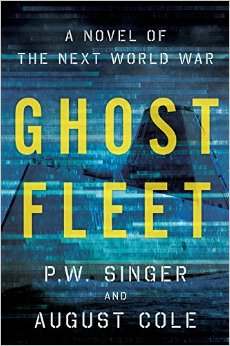 A NOVEL OF
THE NEXT WORLD WAR
GHOST
FLEET
P.W. SINGER
AND
AUGUST COLE